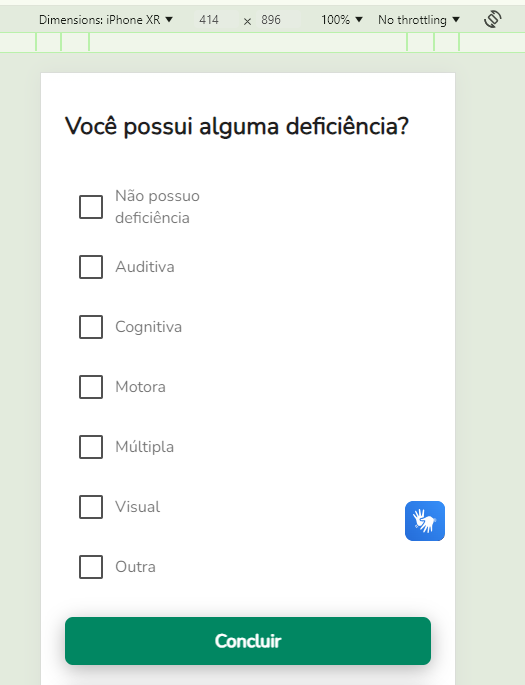 Dimensions: iPhone XR ▼ 414 × 896 100% ▼ No throttling ▼
Você possui alguma deficiência?
Não possuo
deficiência
Auditiva
Cognitiva
Motora
Múltipla
Visual
Outra
Concluir